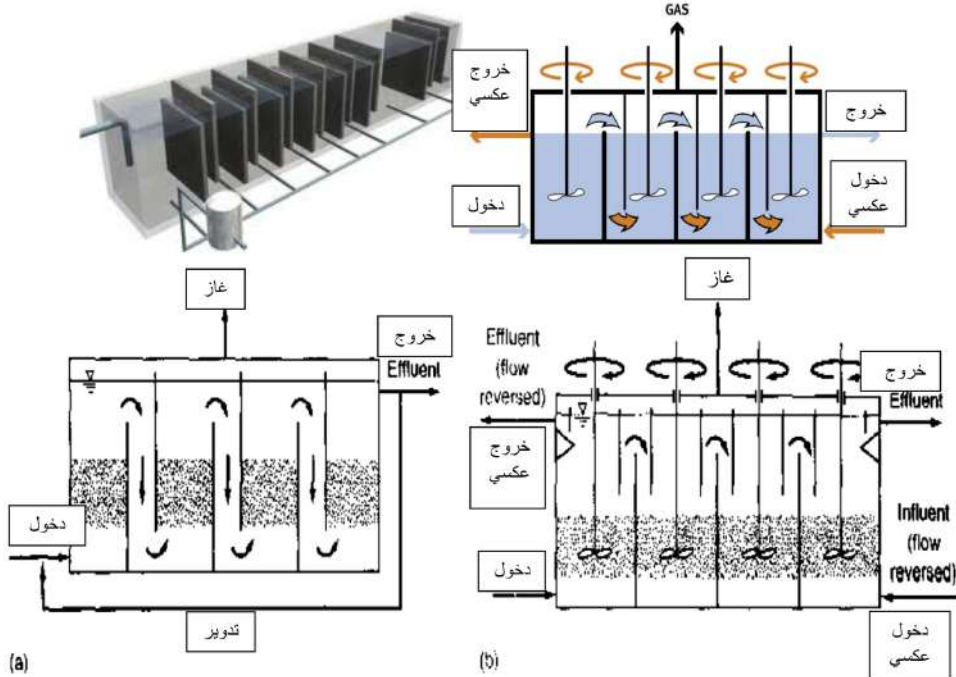 GAS
خروج
عكسي
خروج
دخول
دخول
عكسي
غاز
خروج
Effluent
دخول
تدوير
(a)
غاز
Effluent
(flow
reversed)
خروج
Effluent
خروج
عكسي
Influent
(flow
reversed)
دخول
دخول
عكسي
(b)